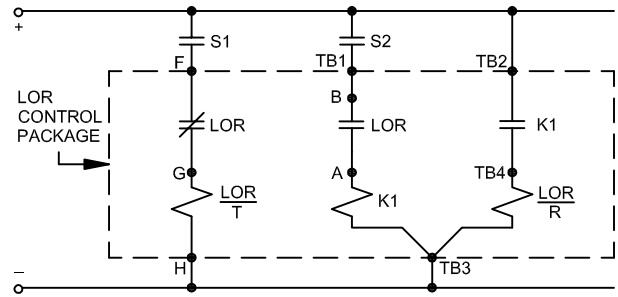 +
S1
S2
F
TB1
TB2
LOR
CONTROL
PACKAGE
B
LOR
LOR
K1
G
A
TB4
LOR
T
K1
LOR
R
H
TB3
−